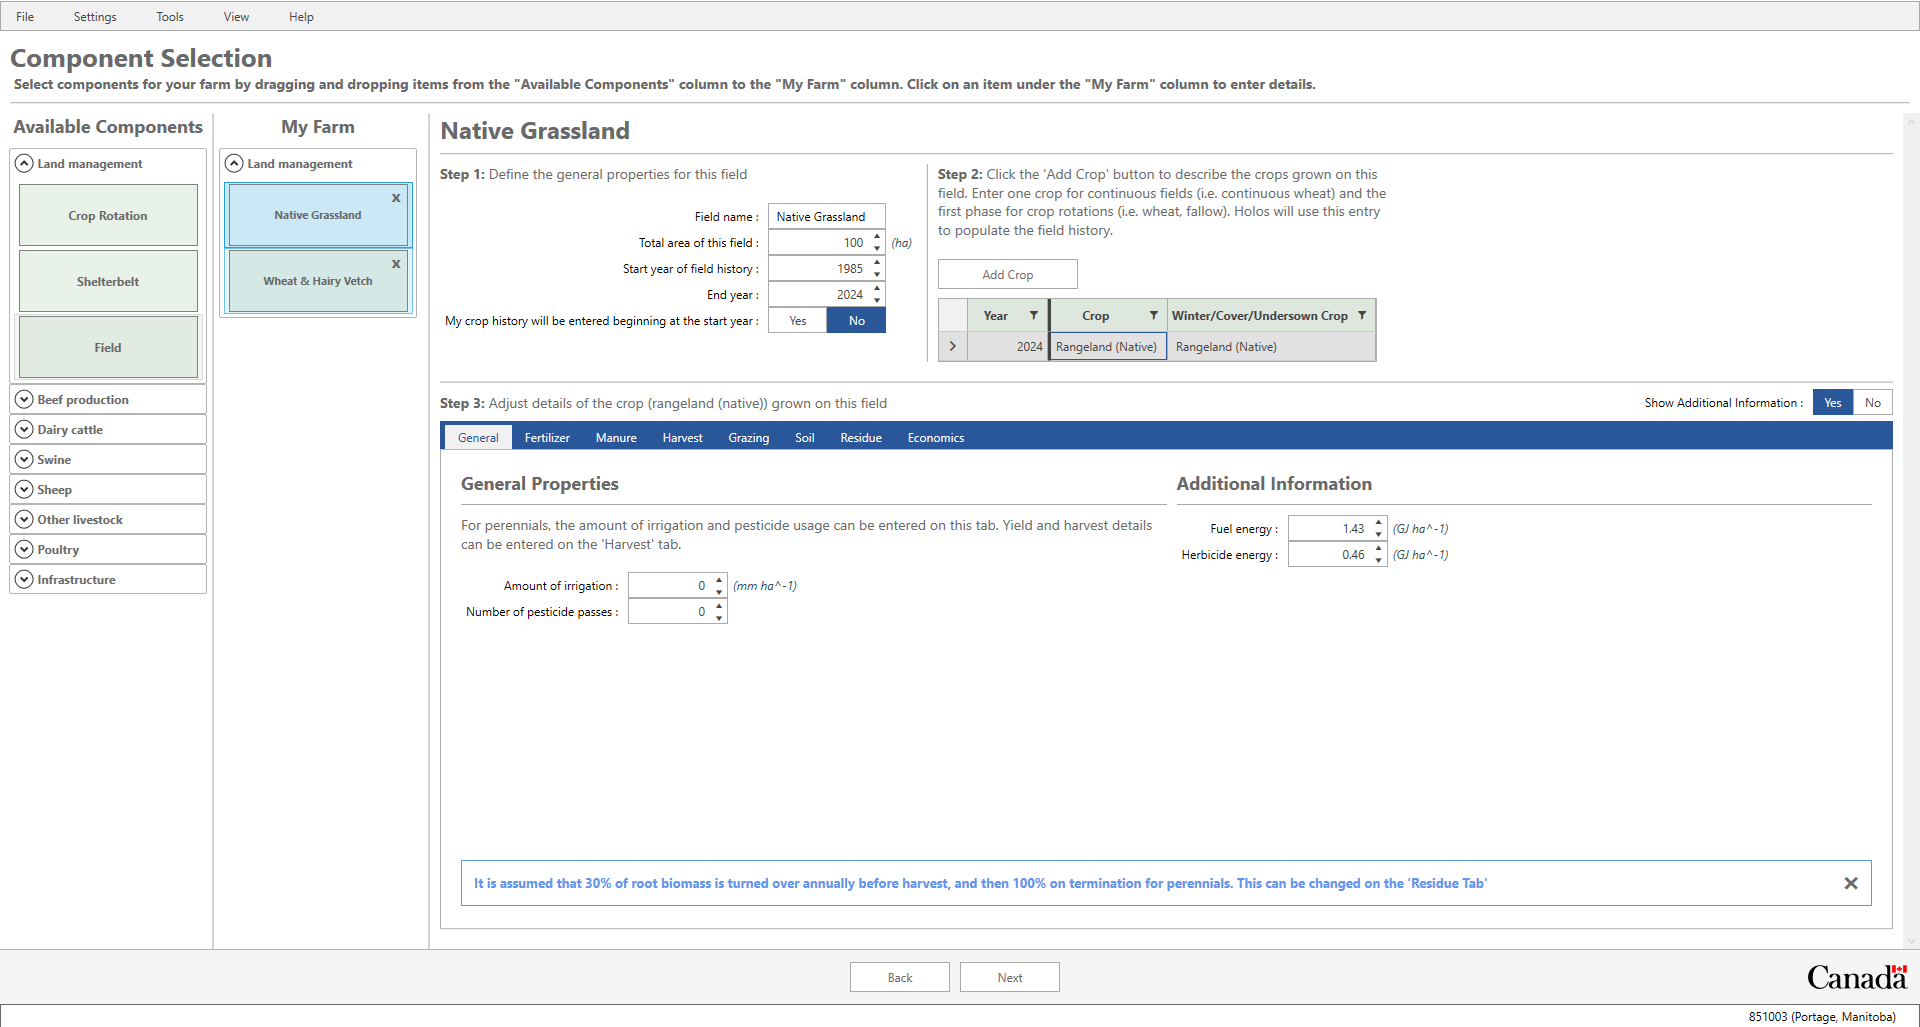 File Settings Tools View Help
Component Selection
Select components for your farm by dragging and dropping items from the "Available Components" column to the "My Farm" column. Click on an item under the "My Farm" column to enter details.
Available Components
Land management
Crop Rotation
Shelterbelt
Field
Beef production
Dairy cattle
Swine
Sheep
Other livestock
Poultry
Infrastructure
My Farm
Land management
Native Grassland x
Wheat & Hairy Vetch x
Native Grassland
Step 1: Define the general properties for this field
Field name : Native Grassland
Total area of this field : 100 (ha)
Start year of field history : 1985
End year : 2024
My crop history will be entered beginning at the start year : Yes No
Step 2: Click the 'Add Crop' button to describe the crops grown on this
field. Enter one crop for continuous fields (i.e. continuous wheat) and the
first phase for crop rotations (i.e. wheat, fallow). Holos will use this entry
to populate the field history.
Add Crop
Year Crop Winter/Cover/Undersown Crop
2024 Rangeland (Native) Rangeland (Native)
Step 3: Adjust details of the crop (rangeland (native)) grown on this field
Show Additional Information : Yes No
General Fertilizer Manure Harvest Grazing Soil Residue Economics
General Properties
For perennials, the amount of irrigation and pesticide usage can be entered on this tab. Yield and harvest details
can be entered on the 'Harvest' tab.
Amount of irrigation : 0 (mm ha^-1)
Number of pesticide passes : 0
Additional Information
Fuel energy : 1.43 (GJ ha^-1)
Herbicide energy : 0.46 (GJ ha^-1)
It is assumed that 30% of root biomass is turned over annually before harvest, and then 100% on termination for perennials. This can be changed on the 'Residue Tab'
Back Next
Canada
851003 (Portage, Manitoba)